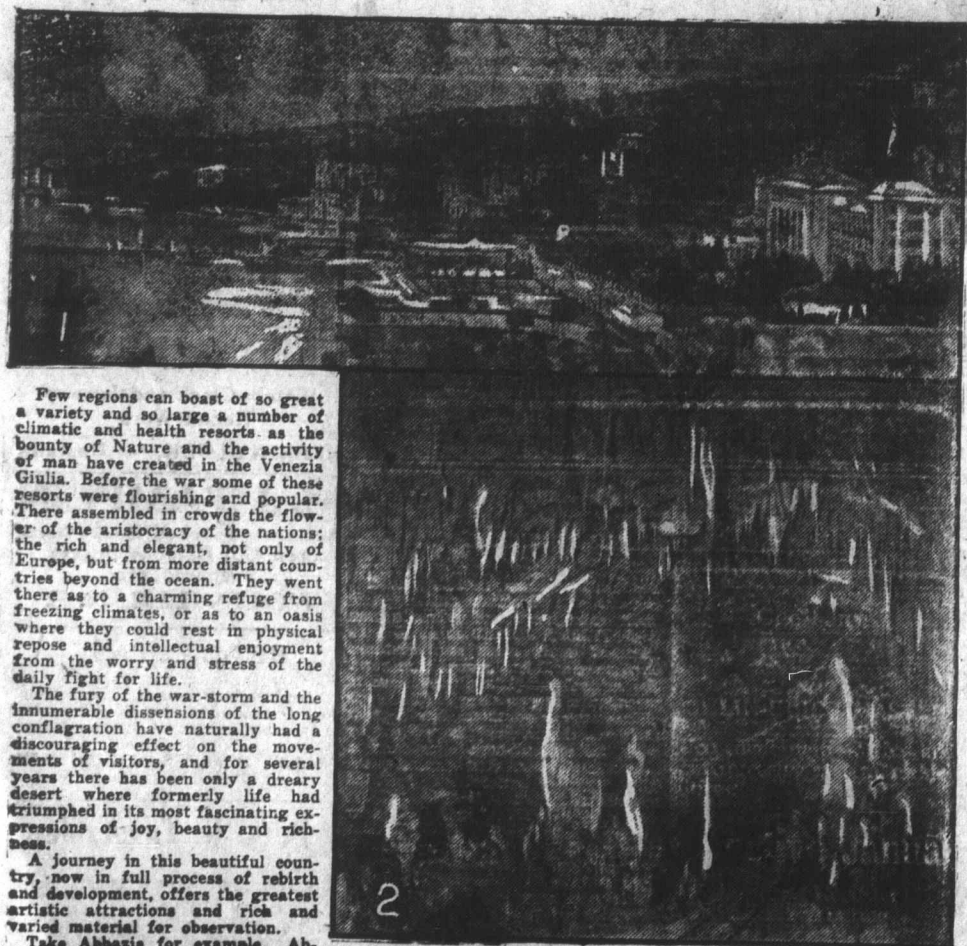 Few regions can boast of so great
a variety and so large a number of
climatic and health resorts as the
bounty of Nature and the activity
of man have created in the Venezia
Giulia. Before the war some of these
resorts were flourishing and popular.
There assembled in crowds the flow-
er of the aristocracy of the nations;
the rich and elegant, not only of
Europe, but from more distant coun-
tries beyond the ocean. They went
there as to a charming refuge from
freezing climates, or as to an oasis
where they could rest in physical
repose and intellectual enjoyment
from the worry and stress of the
daily fight for life.
The fury of the war-storm and the
innumerable dissensions of the long
conflagration have naturally had a
discouraging effect on the move-
ments of visitors, and for several
years there has been only a dreary
desert where formerly life had
triumphed in its most fascinating ex-
pressions of joy, beauty and rich-
ness.
A journey in this beautiful coun-
try, now in full process of rebirth
and development, offers the greatest
artistic attractions and rich and
varied material for observation.
Take Abbazia for example. Ab-
1
2